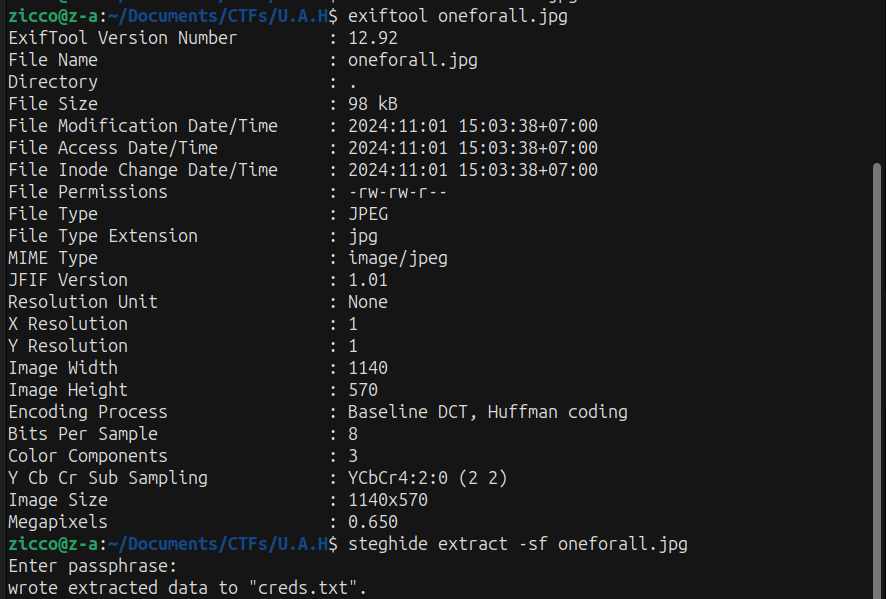 zicco@z-a:~/Documents/CTFs/U.A.H$ exiftool oneforall.jpg
ExifTool Version Number         : 12.92
File Name                       : oneforall.jpg
Directory                       : .
File Size                       : 98 kB
File Modification Date/Time     : 2024:11:01 15:03:38+07:00
File Access Date/Time           : 2024:11:01 15:03:38+07:00
File Inode Change Date/Time     : 2024:11:01 15:03:38+07:00
File Permissions                : -rw-rw-r--
File Type                       : JPEG
File Type Extension             : jpg
MIME Type                       : image/jpeg
JFIF Version                    : 1.01
Resolution Unit                 : None
X Resolution                    : 1
Y Resolution                    : 1
Image Width                     : 1140
Image Height                    : 570
Encoding Process                : Baseline DCT, Huffman coding
Bits Per Sample                 : 8
Color Components                : 3
Y Cb Cr Sub Sampling            : YCbCr4:2:0 (2 2)
Image Size                      : 1140x570
Megapixels                      : 0.650
zicco@z-a:~/Documents/CTFs/U.A.H$ steghide extract -sf oneforall.jpg
Enter passphrase:
wrote extracted data to "creds.txt".